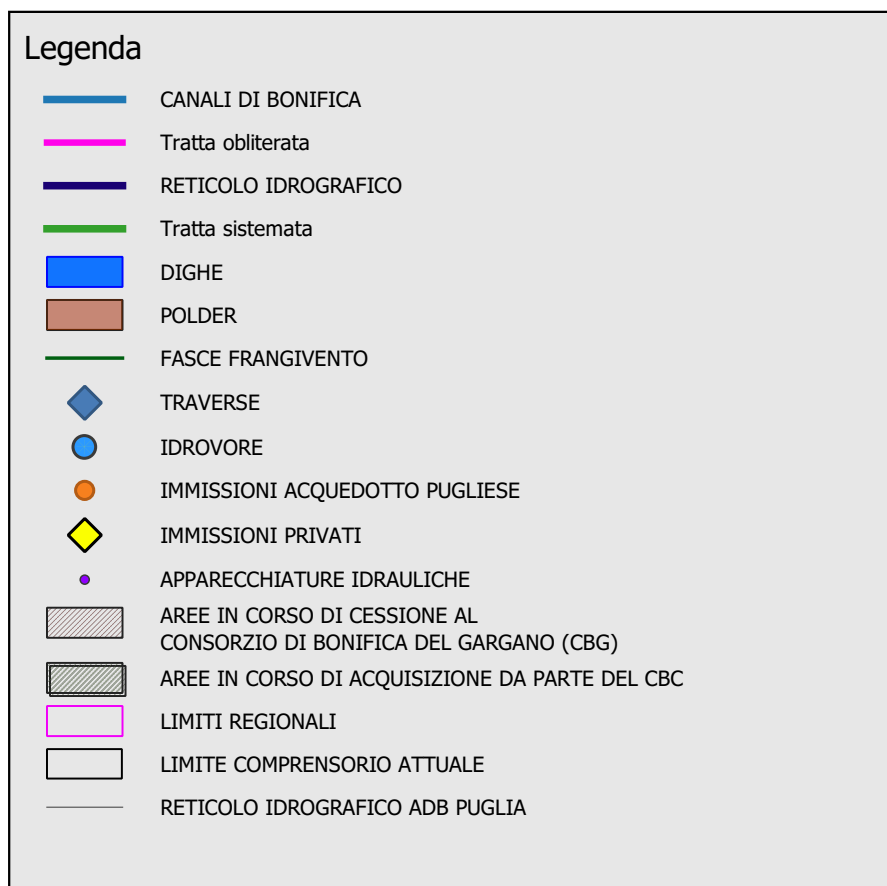 Legenda
CANALI DI BONIFICA
Tratta obliterata
RETICOLO IDROGRAFICO
Tratta sistemata
DIGHE
POLDER
FASCE FRANGIVENTO
TRAVERSE
IDROVORE
IMMISSIONI ACQUEDOTTO PUGLIESE
IMMISSIONI PRIVATI
APPARECCHIATURE IDRAULICHE
AREE IN CORSO DI CESSIONE AL
CONSORZIO DI BONIFICA DEL GARGANO (CBG)
AREE IN CORSO DI ACQUISIZIONE DA PARTE DEL CBC
LIMITI REGIONALI
LIMITE COMPRENSORIO ATTUALE
RETICOLO IDROGRAFICO ADB PUGLIA